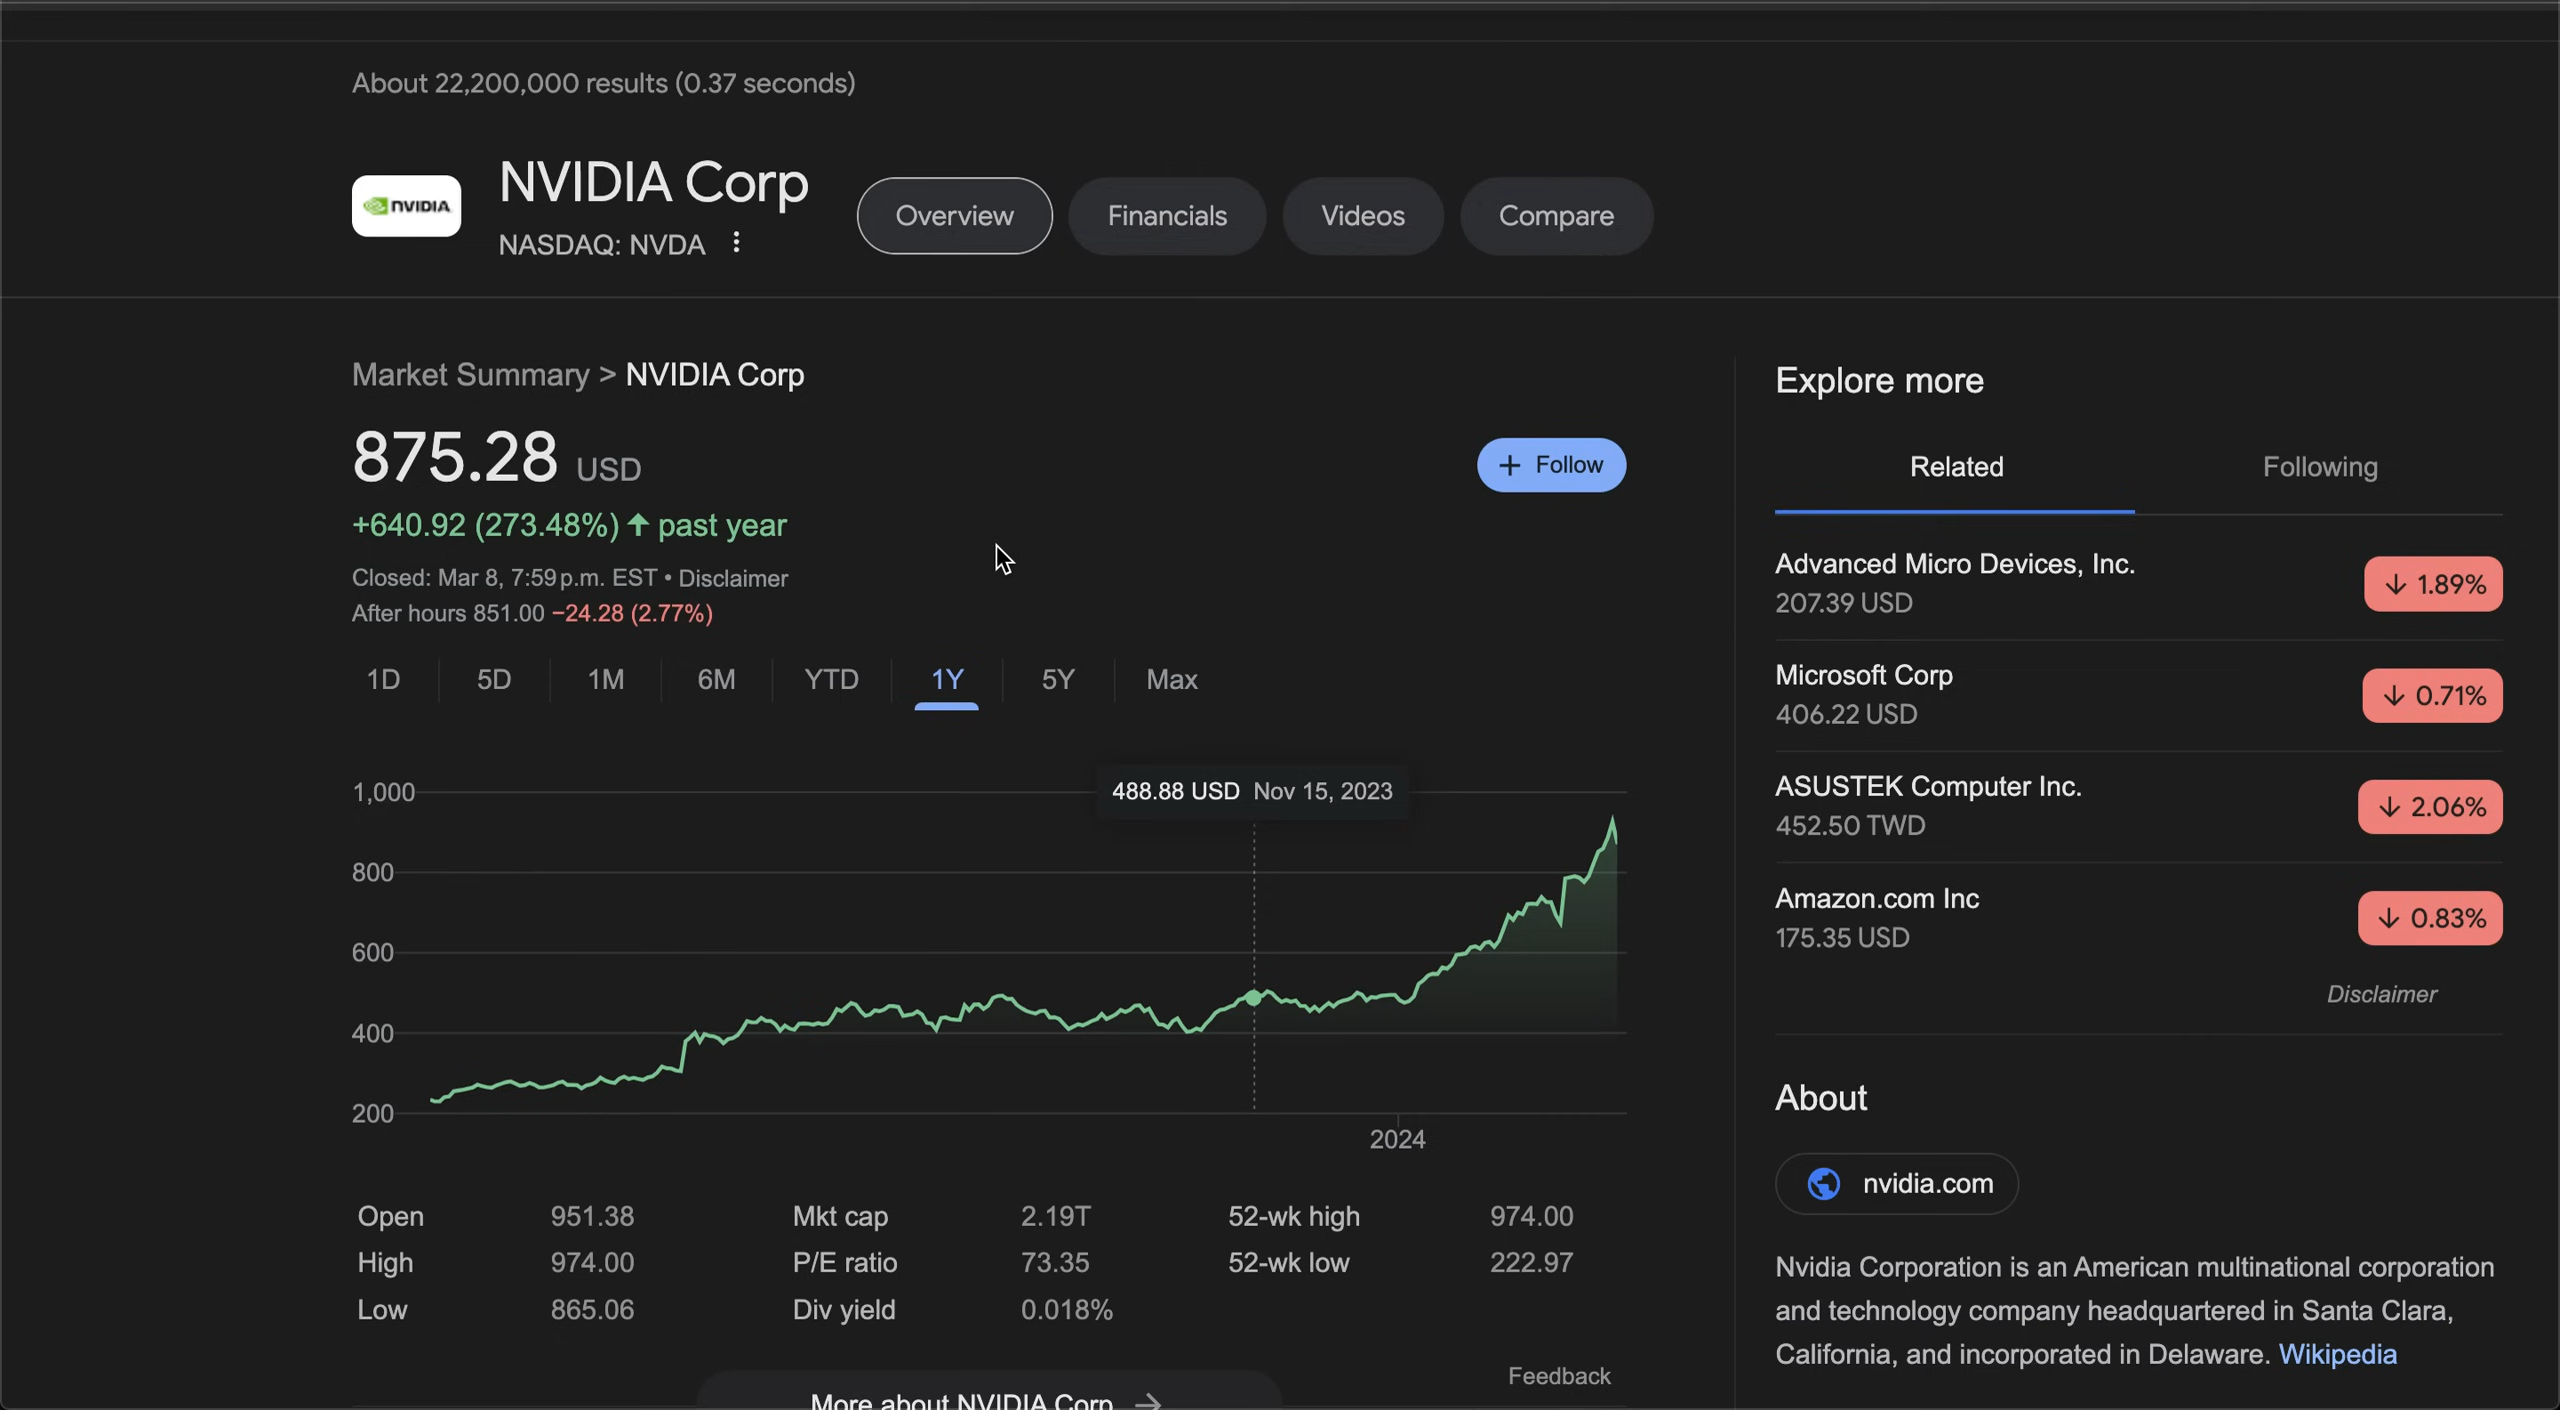 About 22,200,000 results (0.37 seconds)
NVIDIA
NVIDIA Corp
NASDAQ: NVDA
Overview
Financials
Videos
Compare
Market Summary > NVIDIA Corp
875.28 USD
+ Follow
+640.92 (273.48%) ↑ past year
Closed: Mar 8, 7:59 p.m. EST • Disclaimer
After hours 851.00 −24.28 (2.77%)
1D 5D 1M 6M YTD 1Y 5Y Max
488.88 USD Nov 15, 2023
1,000
800
600
400
200
2024
Open 951.38 Mkt cap 2.19T 52-wk high 974.00
High 974.00 P/E ratio 73.35 52-wk low 222.97
Low 865.06 Div yield 0.018%
Feedback
More about NVIDIA Corp →
Explore more
Related Following
Advanced Micro Devices, Inc.
207.39 USD
↓ 1.89%
Microsoft Corp
406.22 USD
↓ 0.71%
ASUSTEK Computer Inc.
452.50 TWD
↓ 2.06%
Amazon.com Inc
175.35 USD
↓ 0.83%
Disclaimer
About
nvidia.com
Nvidia Corporation is an American multinational corporation
and technology company headquartered in Santa Clara,
California, and incorporated in Delaware. Wikipedia